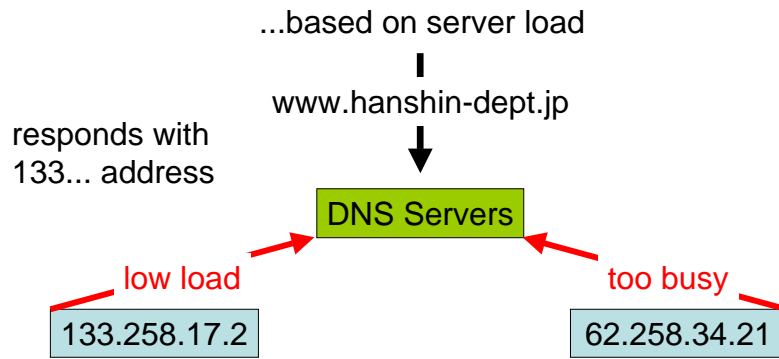 ...based on server load
www.hanshin-dept.jp
responds with
133... address
DNS Servers
low load
too busy
133.258.17.2
62.258.34.21